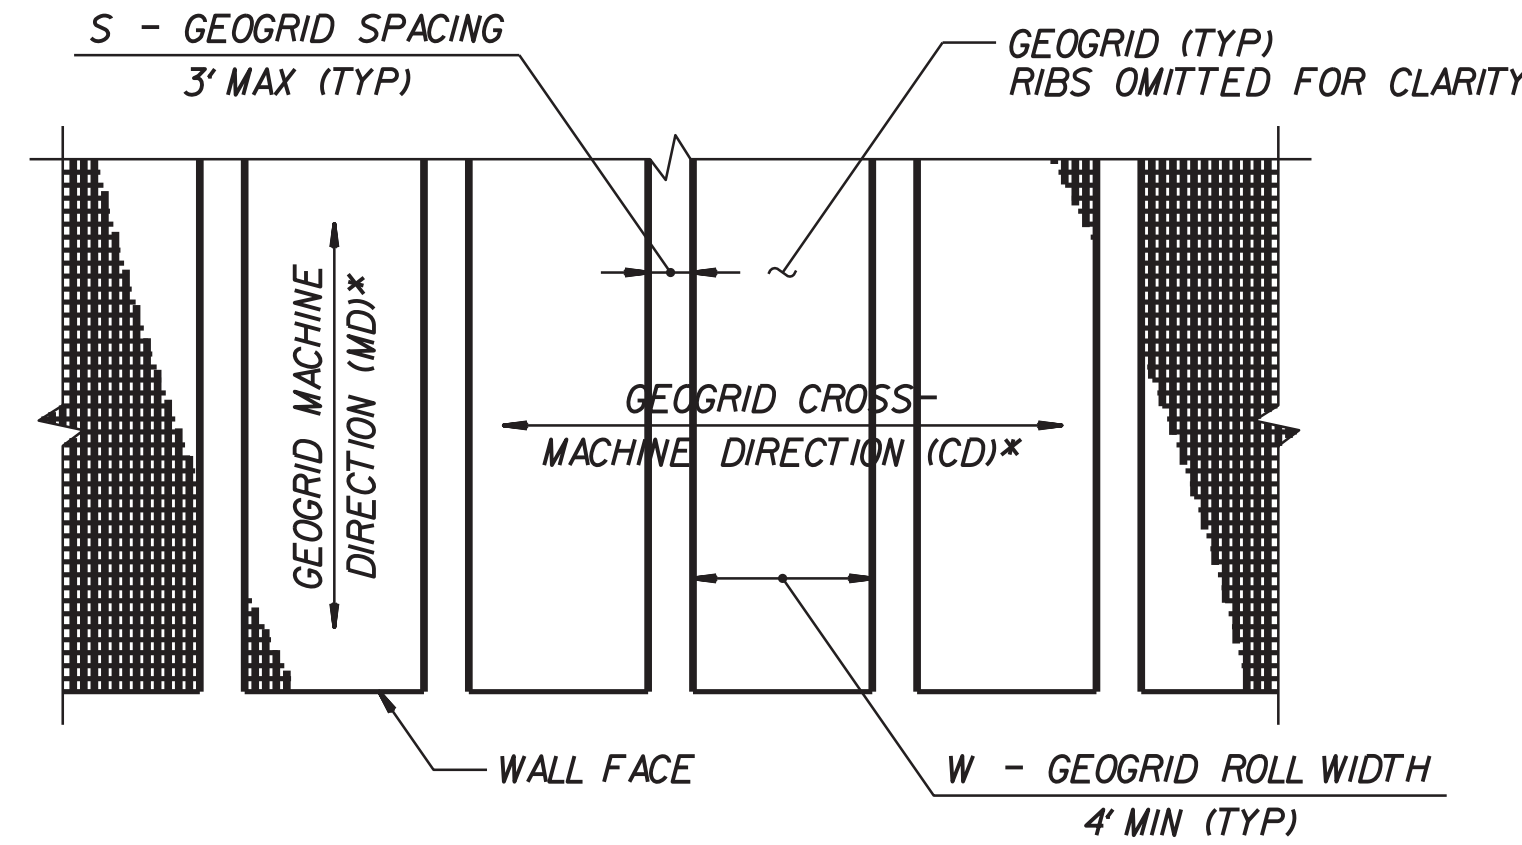 S - GEOGRID SPACING
3' MAX (TYP)
GEOGRID (TYP)
RIBS OMITTED FOR CLARITY
GEOGRID MACHINE
DIRECTION (MD)*
GEOGRID CROSS-
MACHINE DIRECTION (CD)*
WALL FACE
W - GEOGRID ROLL WIDTH
4' MIN (TYP)